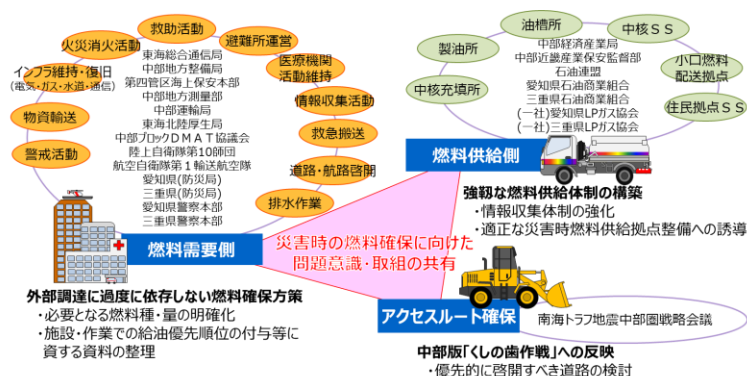 救助活動
火災消火活動
避難所運営
インフラ維持・復旧
(電気・ガス・水道・通信)
医療機関
活動維持
物資輸送
情報収集活動
警戒活動
救急搬送
道路・航路啓開
排水作業
東海総合通信局
中部地方整備局
第四管区海上保安本部
中部地方測量部
中部運輸局
東海北陸厚生局
中部ブロックDMAT協議会
陸上自衛隊第10師団
航空自衛隊第1輸送航空隊
愛知県(防災局)
三重県(防災局)
愛知県警察本部
三重県警察本部
燃料需要側
外部調達に過度に依存しない燃料確保方策
・必要となる燃料種・量の明確化
・施設・作業での給油優先順位の付与等に
資する資料の整理
災害時の燃料確保に向けた
問題意識・取組の共有
油槽所
中核SS
製油所
小口燃料
配送拠点
中核充填所
住民拠点SS
中部経済産業局
中部近畿産業保安監督部
石油連盟
愛知県石油商業組合
三重県石油商業組合
(一社)愛知県LPガス協会
(一社)三重県LPガス協会
燃料供給側
強靱な燃料供給体制の構築
・情報収集体制の強化
・適正な災害時燃料供給拠点整備への誘導
アクセスルート確保
南海トラフ地震中部圏戦略会議
中部版「くしの歯作戦」への反映
・優先的に啓開すべき道路の検討